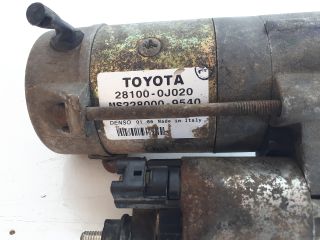 TOYOTA
28100-0J020
MS228000-9540
DENSO 01 06 Made in Italy